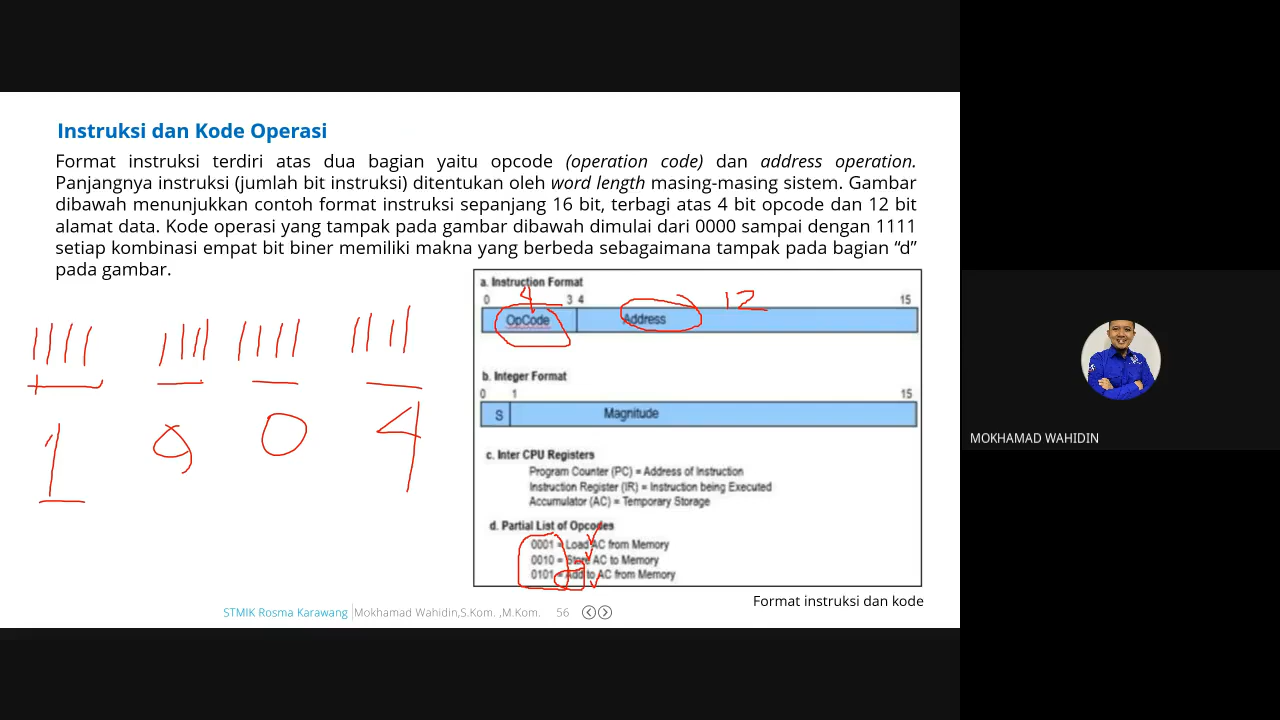 Instruksi dan Kode Operasi
Format instruksi terdiri atas dua bagian yaitu opcode (operation code) dan address operation.
Panjangnya instruksi (jumlah bit instruksi) ditentukan oleh word length masing-masing sistem. Gambar
dibawah menunjukkan contoh format instruksi sepanjang 16 bit, terbagi atas 4 bit opcode dan 12 bit
alamat data. Kode operasi yang tampak pada gambar dibawah dimulai dari 0000 sampai dengan 1111
setiap kombinasi empat bit biner memiliki makna yang berbeda sebagaimana tampak pada bagian “d”
pada gambar.
1111 1111 1111 1111
1 9 0 4
a. Instruction Format
4 12
0 3 4 15
OpCode Address
b. Integer Format
0 1 15
S Magnitude
c. Inter CPU Registers
Program Counter (PC) = Address of Instruction
Instruction Register (IR) = Instruction being Executed
Accumulator (AC) = Temporary Storage
d. Partial List of Opcodes
0001 = Load AC from Memory
0010 = Store AC to Memory
0101 = Add to AC from Memory
Format instruksi dan kode
STMIK Rosma Karawang Mokhamad Wahidin,S.Kom. ,M.Kom. 56
MOKHAMAD WAHIDIN